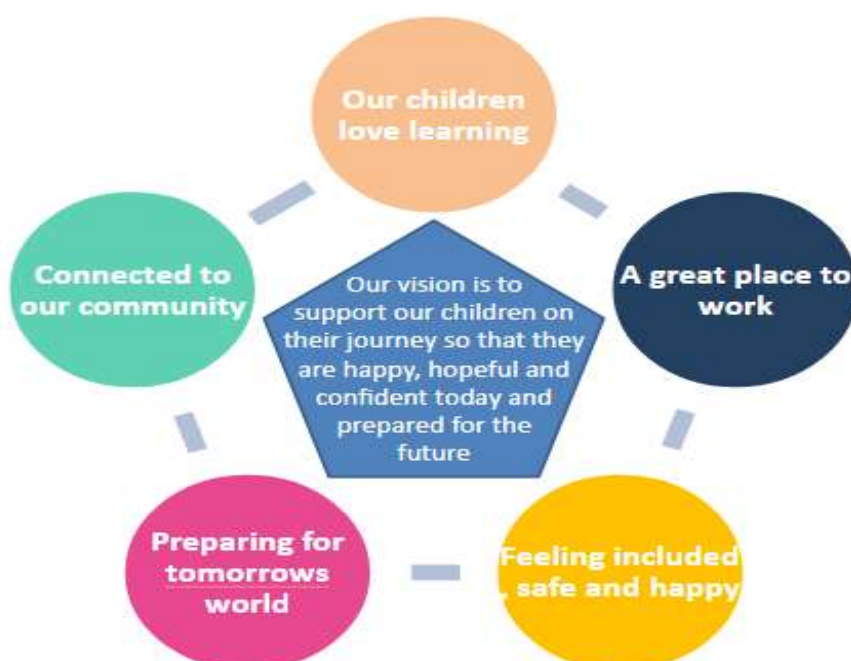 Our children
love learning
Connected to
our community
A great place to
work
Our vision is to
support our children on
their journey so that they
are happy, hopeful and
confident today and
prepared for the
future
Preparing for
tomorrows
world
Feeling included
, safe and happy